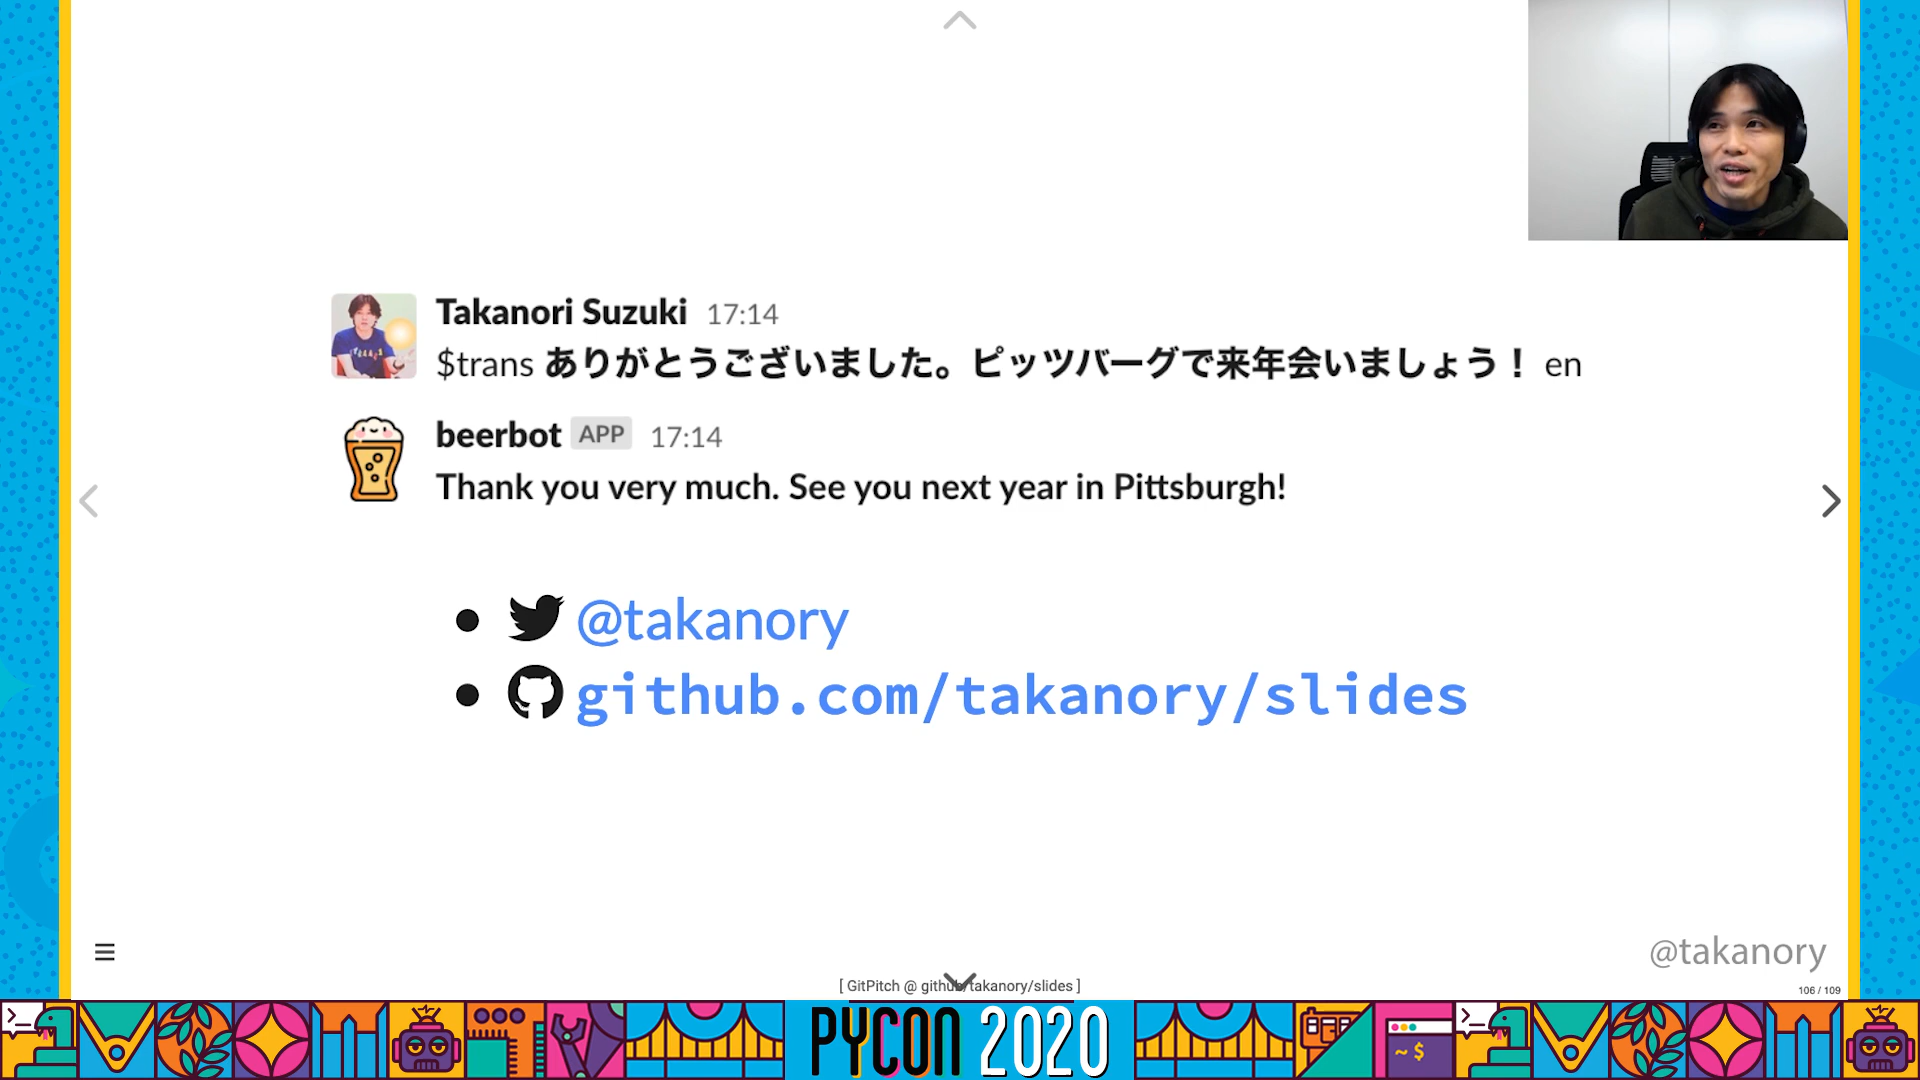 Takanori Suzuki 17:14
$trans ありがとうございました。ピッツバーグで来年会いましょう！ en
beerbot APP 17:14
Thank you very much. See you next year in Pittsburgh!
@takanory
github.com/takanory/slides
@takanory
[ GitPitch @ github/takanory/slides ]
106 / 109
PYCON 2020
~ $